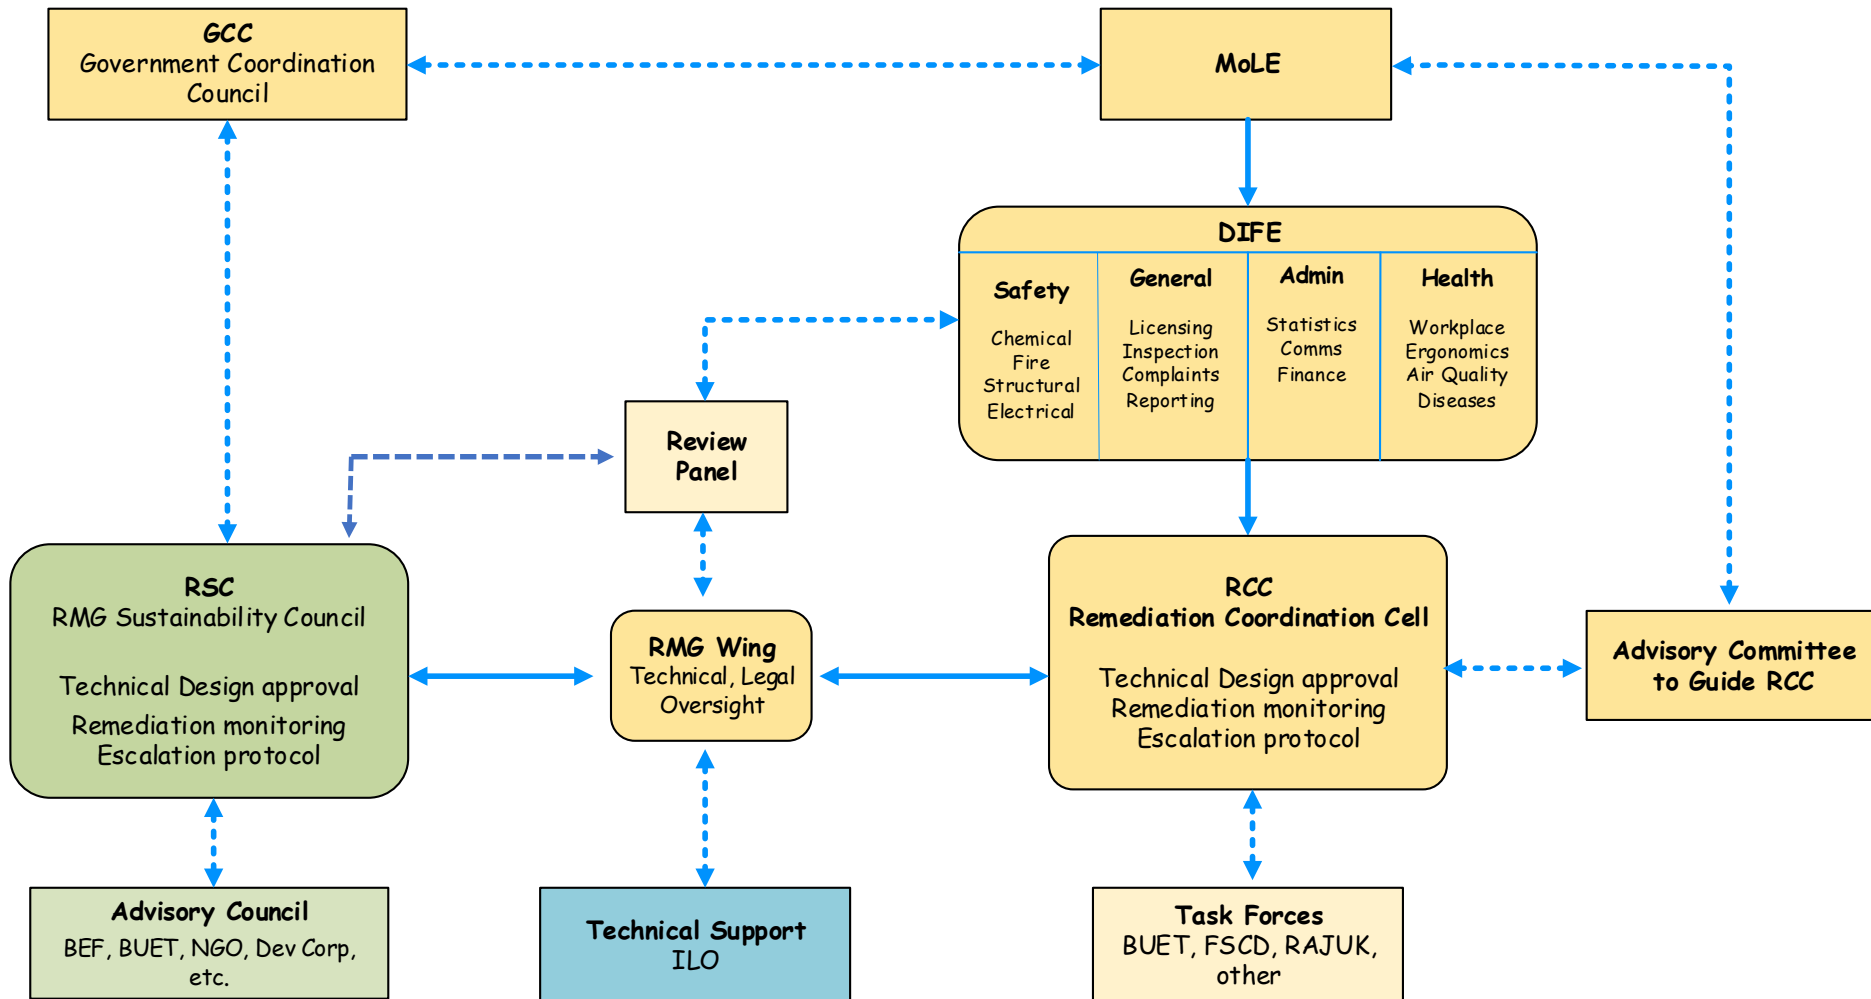 GCC
Government Coordination
Council
MoLE
DIFE
Safety
Chemical
Fire
Structural
Electrical
General
Licensing
Inspection
Complaints
Reporting
Admin
Statistics
Comms
Finance
Health
Workplace
Ergonomics
Air Quality
Diseases
Review
Panel
RSC
RMG Sustainability Council
Technical Design approval
Remediation monitoring
Escalation protocol
RMG Wing
Technical, Legal
Oversight
RCC
Remediation Coordination Cell
Technical Design approval
Remediation monitoring
Escalation protocol
Advisory Committee
to Guide RCC
Advisory Council
BEF, BUET, NGO, Dev Corp,
etc.
Technical Support
ILO
Task Forces
BUET, FSCD, RAJUK,
other